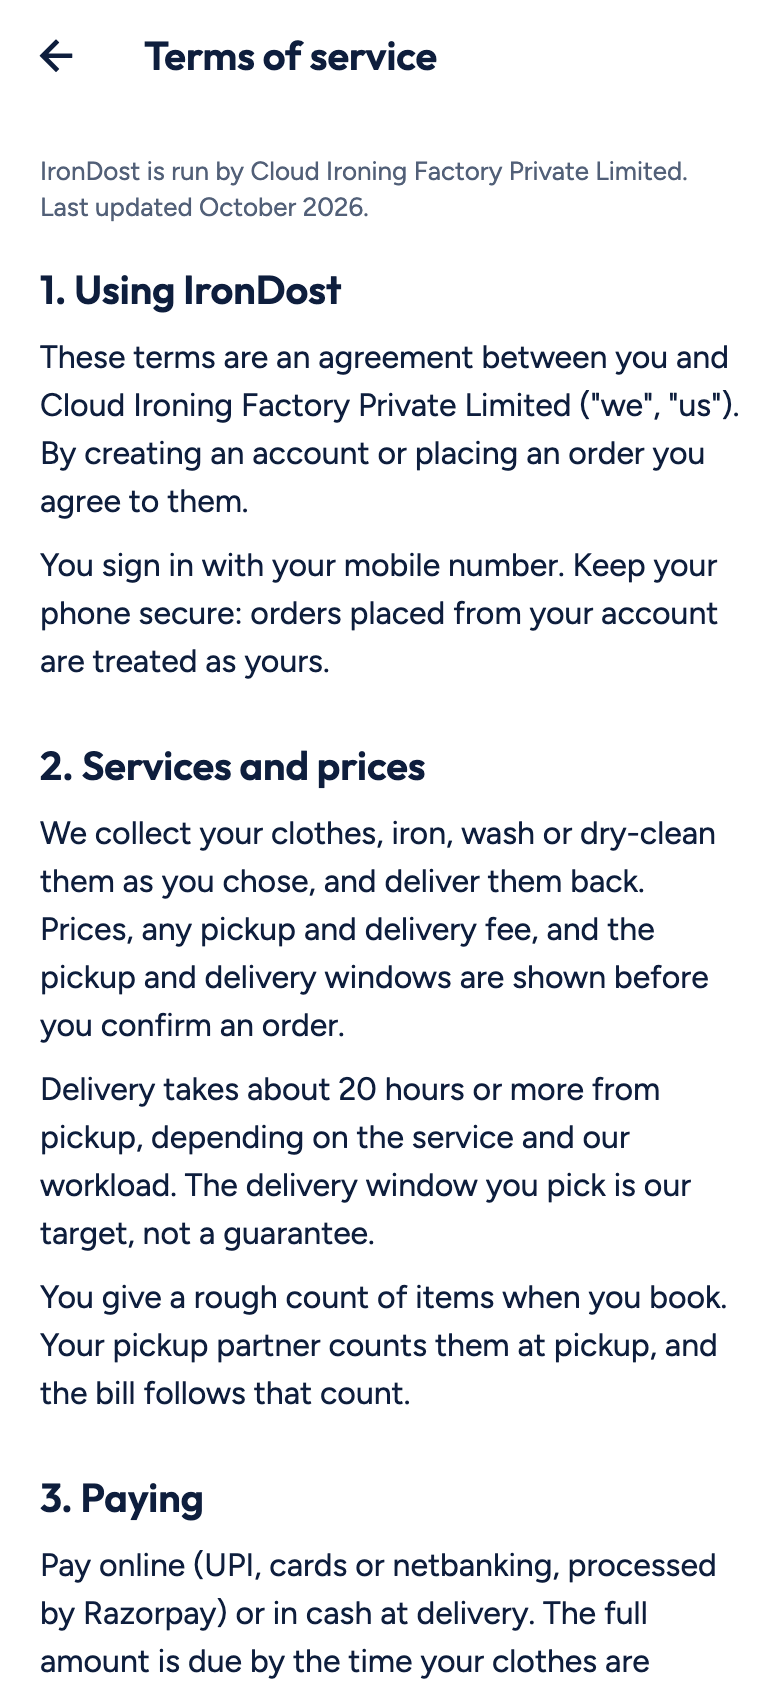 Terms of service
IronDost is run by Cloud Ironing Factory Private Limited.
Last updated October 2026.
1. Using IronDost
These terms are an agreement between you and
Cloud Ironing Factory Private Limited ("we", "us").
By creating an account or placing an order you
agree to them.
You sign in with your mobile number. Keep your
phone secure: orders placed from your account
are treated as yours.
2. Services and prices
We collect your clothes, iron, wash or dry-clean
them as you chose, and deliver them back.
Prices, any pickup and delivery fee, and the
pickup and delivery windows are shown before
you confirm an order.
Delivery takes about 20 hours or more from
pickup, depending on the service and our
workload. The delivery window you pick is our
target, not a guarantee.
You give a rough count of items when you book.
Your pickup partner counts them at pickup, and
the bill follows that count.
3. Paying
Pay online (UPI, cards or netbanking, processed
by Razorpay) or in cash at delivery. The full
amount is due by the time your clothes are